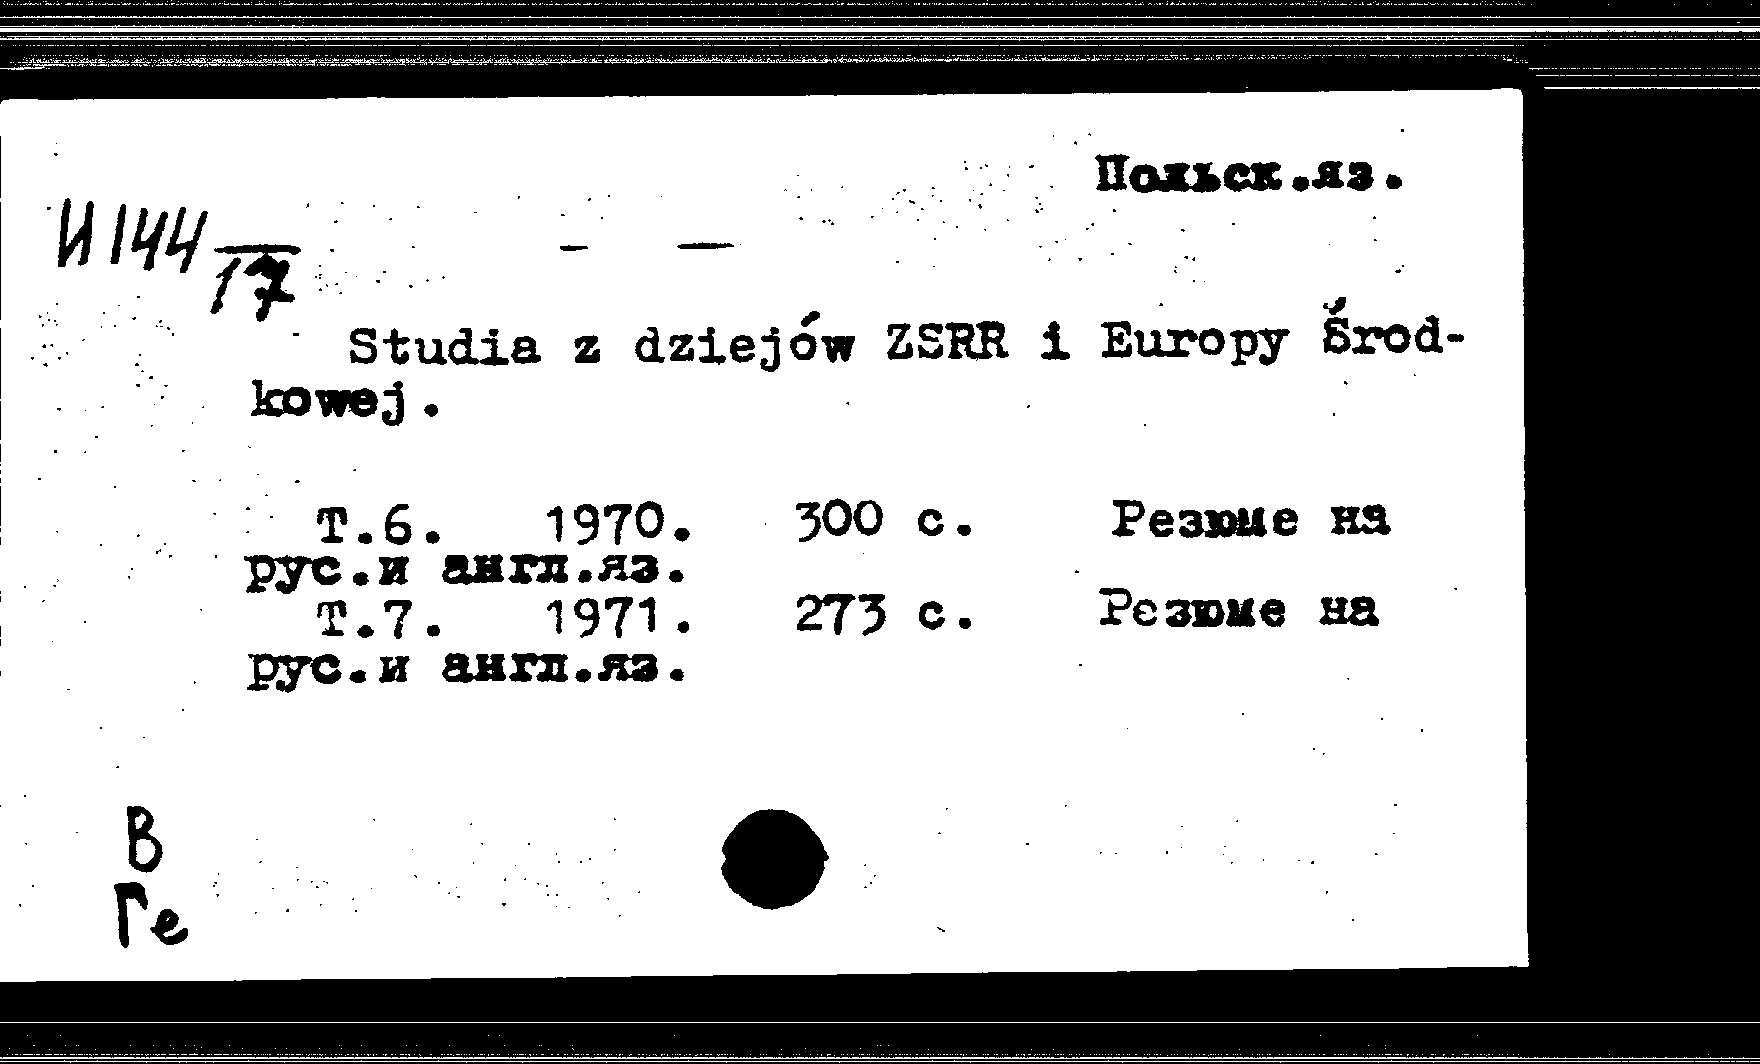 Польск.яз.
И144
17
Studia z dziejów ZSRR i Europy Środ-
kowej.
Т.6. 1970. 300 с. Резюме на
рус.и англ.яз.
Т.7. 1971. 273 с. Резюме на
рус.и англ.яз.
В
Ге